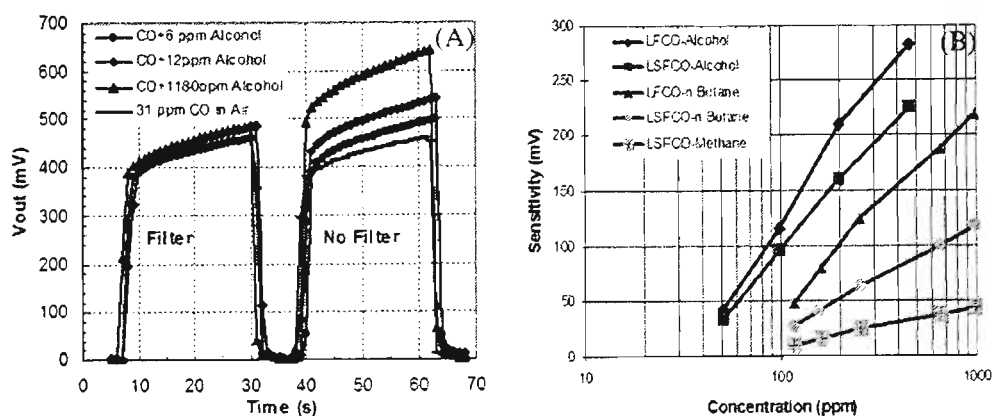 (A)
700
600
500
400
300
200
100
0
CO+6 ppm Alcohol
CO+12ppm Alcohol
CO+1180ppm Alcohol
31 ppm CO in Air
Filter
No Filter
Vout (mV)
0 10 20 30 40 50 60 70
Time (s)
(B)
300
250
200
150
100
50
0
LFCO-Alcohol
LSFCO-Alcohol
LFCO-n Butane
LSFCO-n Butane
LSFCO-Methane
Sensitivity (mV)
10 100 1000
Concentration (ppm)